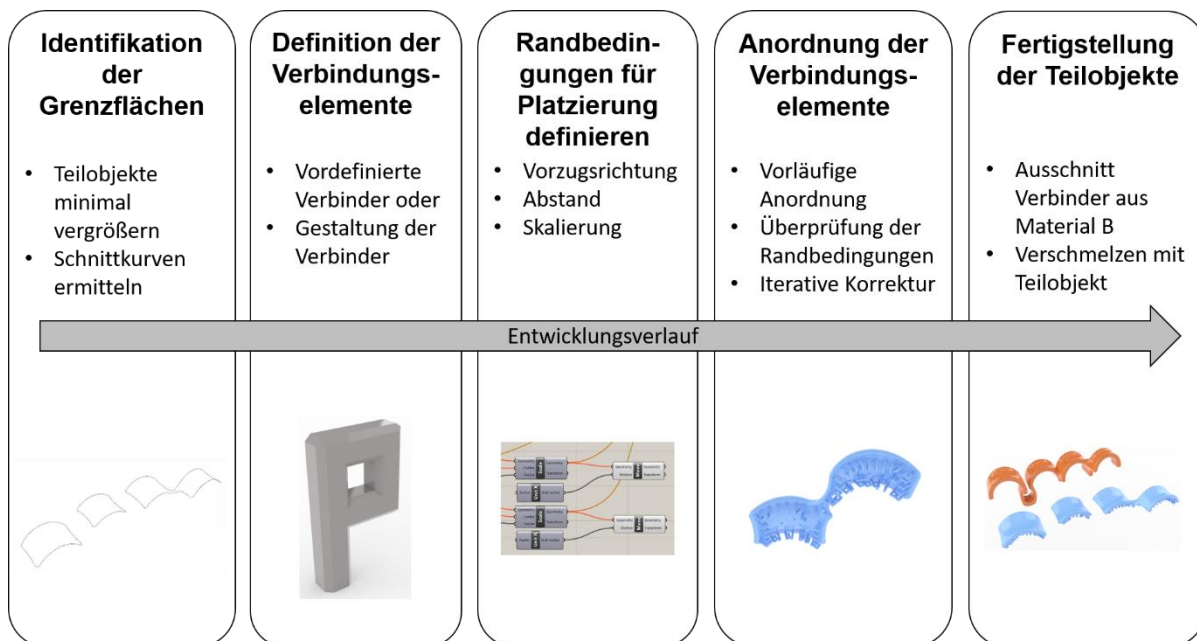 Identifikation
der
Grenzflächen
• Teilobjekte
minimal
vergrößern
• Schnittkurven
ermitteln
Definition der
Verbindungs-
elemente
• Vordefinierte
Verbinder oder
• Gestaltung der
Verbinder
Randbedin-
gungen für
Platzierung
definieren
• Vorzugsrichtung
• Abstand
• Skalierung
Anordnung der
Verbindungs-
elemente
• Vorläufige
Anordnung
• Überprüfung der
Randbedingungen
• Iterative Korrektur
Fertigstellung
der Teilobjekte
• Ausschnitt
Verbinder aus
Material B
• Verschmelzen mit
Teilobjekt
Entwicklungsverlauf